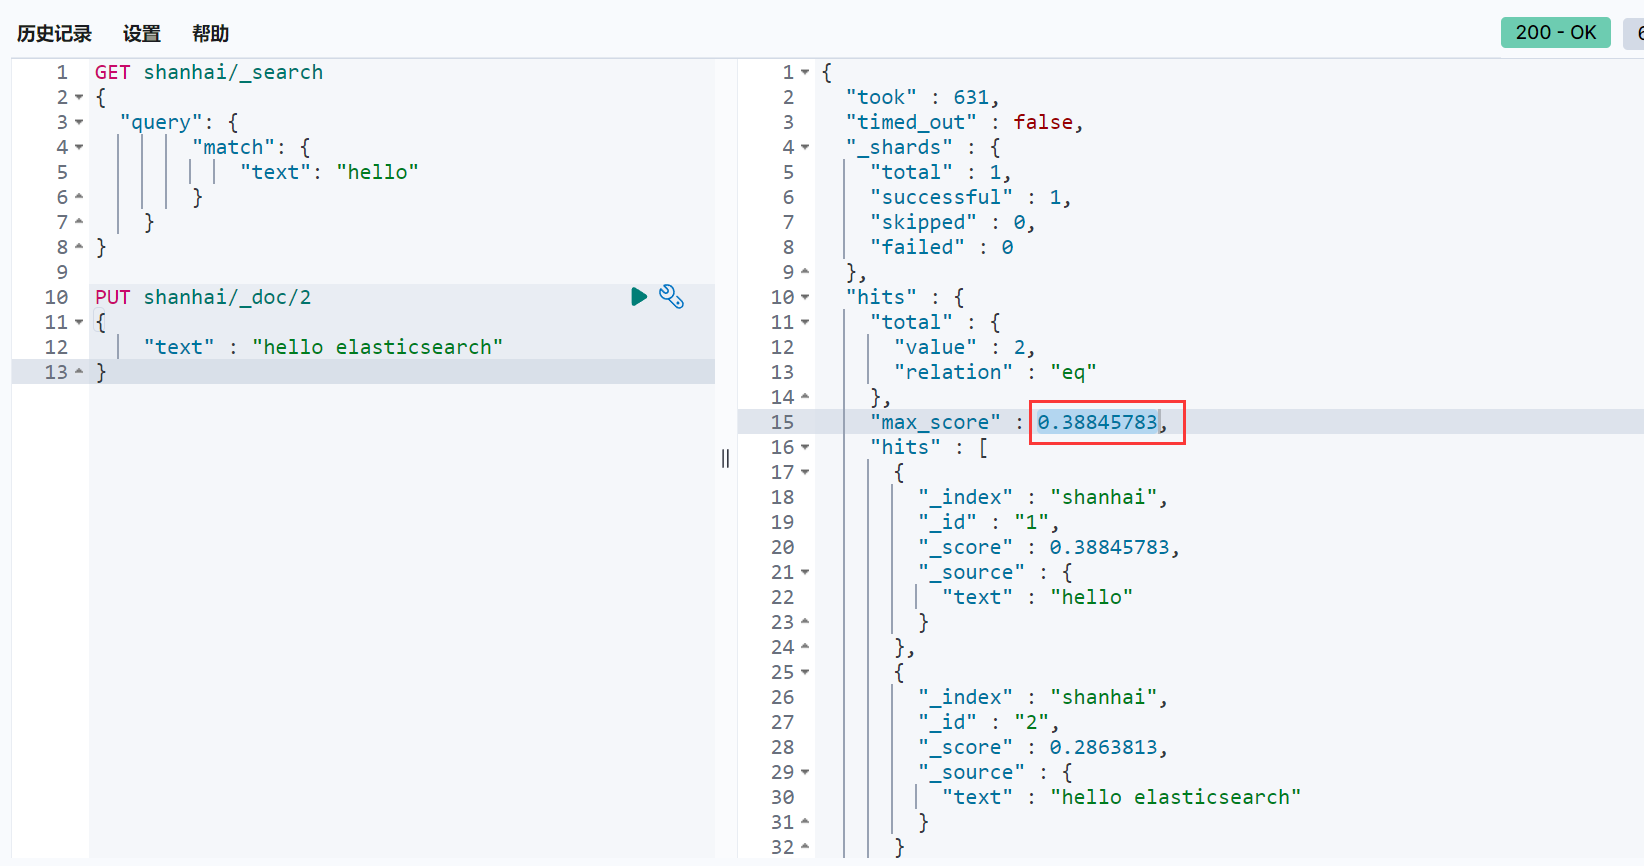 历史记录 设置 帮助
200 - OK
1 GET shanhai/_search
2 {
3 "query": {
4 "match": {
5 "text": "hello"
6 }
7 }
8 }
9
10 PUT shanhai/_doc/2
11 {
12 "text" : "hello elasticsearch"
13 }
1 {
2 "took" : 631,
3 "timed_out" : false,
4 "_shards" : {
5 "total" : 1,
6 "successful" : 1,
7 "skipped" : 0,
8 "failed" : 0
9 },
10 "hits" : {
11 "total" : {
12 "value" : 2,
13 "relation" : "eq"
14 },
15 "max_score" : 0.38845783,
16 "hits" : [
17 {
18 "_index" : "shanhai",
19 "_id" : "1",
20 "_score" : 0.38845783,
21 "_source" : {
22 "text" : "hello"
23 }
24 },
25 {
26 "_index" : "shanhai",
27 "_id" : "2",
28 "_score" : 0.2863813,
29 "_source" : {
30 "text" : "hello elasticsearch"
31 }
32 }